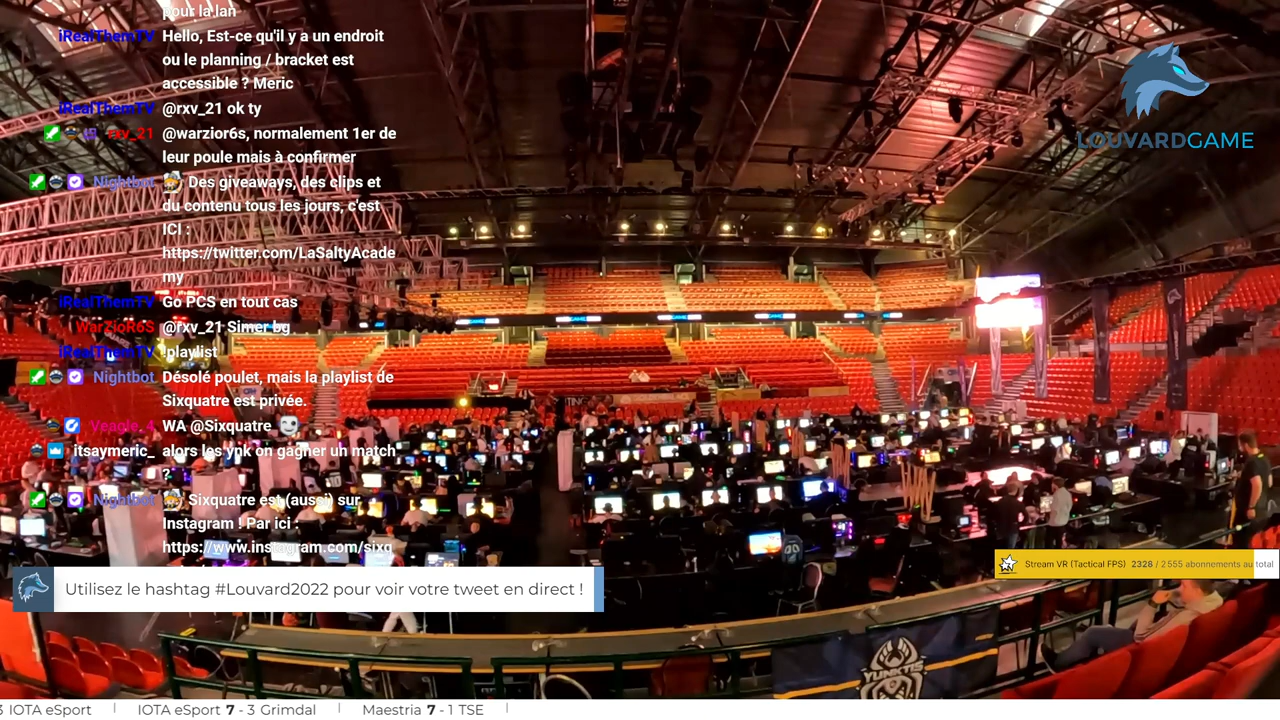 pour la lan
iRealThemTV Hello, Est-ce qu'il y a un endroit
ou le planning / bracket est
accessible ? Meric
iRealThemTV @rxv_21 ok ty
rxv_21 @warzior6s, normalement 1er de
leur poule mais à confirmer
Nightbot Des giveaways, des clips et
du contenu tous les jours, c'est
ICI :
https://twitter.com/LaSaltyAcade
my
iRealThemTV Go PCS en tout cas
WarZioR6S @rxv_21 Simer bg
iRealThemTV !playlist
Nightbot Désolé poulet, mais la playlist de
Sixquatre est privée.
Veagle_4 WA @Sixquatre
itsaymeric_ alors les ynk on gagner uh match
?
Nightbot Sixquatre est (aussi) sur
Instagram ! Par ici :
https://www.instagram.com/sixq
LOUVARDGAME
Stream VR (Tactical FPS) 2328 / 2555 abonnements au total
Utilisez le hashtag #Louvard2022 pour voir votre tweet en direct !
YUNKTIS
3 IOTA eSport | IOTA eSport 7 - 3 Grimdal | Maestria 7 - 1 TSE |